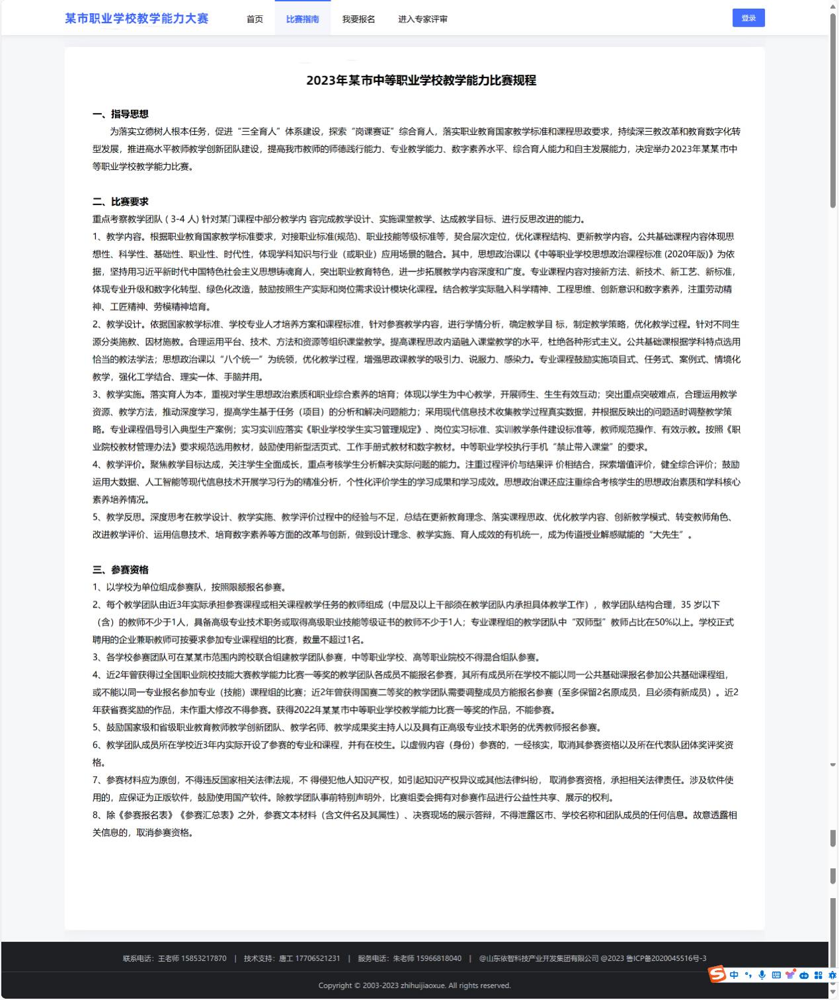 某市职业学校教学能力大赛 首页 比赛指南 我要报名 进入专家评审 登录
2023年某市中等职业学校教学能力比赛规程
一、指导思想
为落实立德树人根本任务，促进“三全育人”体系建设，探索“岗课赛证”综合育人，落实职业教育国家教学标准和课程思政要求，持续深三教改革和教育数字化转
型发展，推进高水平教师教学创新团队建设，提高我市教师的师德践行能力、专业教学能力、数字素养水平、综合育人能力和自主发展能力，决定举办2023年某某市中
等职业学校教学能力比赛。
二、比赛要求
重点考察教学团队 ( 3-4 人) 针对某门课程中部分教学内 容完成教学设计、实施课堂教学、达成教学目标、进行反思改进的能力。
1、教学内容。根据职业教育国家教学标准要求，对接职业标准(规范)、职业技能等级标准等，契合层次定位，优化课程结构、更新教学内容。公共基础课程内容体现思
想性、科学性、基础性、职业性、时代性，体现学科知识与行业（或职业）应用场景的融合。其中，思想政治课以《中等职业学校思想政治课程标准 (2020年版)》为依
据，坚持用习近平新时代中国特色社会主义思想铸魂育人，突出职业教育特色，进一步拓展教学内容深度和广度。专业课程内容对接新方法、新技术、新工艺、新标准，
体现专业升级和数字化转型、绿色化改造，鼓励按照生产实际和岗位需求设计模块化课程。结合教学实际融入科学精神、工程思维、创新意识和数字素养，注重劳动精
神、工匠精神、劳模精神培育。
2、教学设计。依据国家教学标准、学校专业人才培养方案和课程标准，针对参赛教学内容，进行学情分析，确定教学目 标，制定教学策略，优化教学过程。针对不同生
源分类施教、因材施教。合理运用平台、技术、方法和资源等组织课堂教学。提高课程思政内涵融入课堂教学的水平，杜绝各种形式主义。公共基础课根据学科特点选用
恰当的教法学法；思想政治课以“八个统一”为统领，优化教学过程，增强思政课教学的吸引力、说服力、感染力。专业课程鼓励实施项目式、任务式、案例式、情境化
教学，强化工学结合、理实一体、手脑并用。
3、教学实施。落实育人为本，重视对学生思想政治素质和职业综合素养的培育；体现以学生为中心教学，开展师生、生生有效互动；突出重点突破难点，合理运用教学
资源、教学方法，推动深度学习，提高学生基于任务（项目）的分析和解决问题能力；采用现代信息技术收集教学过程真实数据，并根据反映出的问题适时调整教学策
略。专业课程倡导引入典型生产案例；实习实训应落实《职业学校学生实习管理规定》、岗位实习标准、实训教学条件建设标准等，教师规范操作、有效示教。按照《职
业院校教材管理办法》要求规范选用教材，鼓励使用新型活页式、工作手册式教材和数字教材。中等职业学校执行手机“禁止带入课堂”的要求。
4、教学评价。聚焦教学目标达成，关注学生全面成长，重点考核学生分析解决实际问题的能力。注重过程评价与结果评 价相结合，探索增值评价，健全综合评价；鼓励
运用大数据、人工智能等现代信息技术开展学习行为的精准分析，个性化评价学生的学习成果和学习成效。思想政治课还应注重综合考核学生的思想政治素质和学科核心
素养培养情况。
5、教学反思。深度思考在教学设计、教学实施、教学评价过程中的经验与不足，总结在更新教育理念、落实课程思政、优化教学内容、创新教学模式、转变教师角色、
改进教学评价、运用信息技术、培育数字素养等方面的改革与创新，做到设计理念、教学实施、育人成效的有机统一，成为传道授业解惑赋能的“大先生”。
三、参赛资格
1、以学校为单位组成参赛队，按照限额报名参赛。
2、每个教学团队由近3年实际承担参赛课程或相关课程教学任务的教师组成（中层及以上干部须在教学团队内承担具体教学工作），教学团队结构合理，35 岁以下
（含）的教师不少于1人，具备高级专业技术职务或取得高级职业技能等级证书的教师不少于1人；专业课程组的教学团队中“双师型”教师占比在50%以上。学校正式
聘用的企业兼职教师可按要求参加专业课程组的比赛，数量不超过1名。
3、各学校参赛团队可在某某市范围内跨校联合组建教学团队参赛，中等职业学校、高等职业院校不得混合组队参赛。
4、近2年曾获得过全国职业院校技能大赛教学能力比赛一等奖的教学团队各成员不能报名参赛，其所有成员所在学校不能以同一公共基础课报名参加公共基础课程组，
或不能以同一专业报名参加专业（技能）课程组的比赛；近2年曾获得国赛二等奖的教学团队需要调整成员方能报名参赛（至多保留2名原成员，且必须有新成员）。近2
年获省赛奖励的作品，未作重大修改不得参赛。获得2022年某某市中等职业学校教学能力比赛一等奖的作品，不能参赛。
5、鼓励国家级和省级职业教育教师教学创新团队、教学名师、教学成果奖主持人以及具有正高级专业技术职务的优秀教师报名参赛。
6、教学团队成员所在学校近3年内实际开设了参赛的专业和课程，并有在校生。以虚假内容（身份）参赛的，一经核实，取消其参赛资格以及所在代表队团体奖评奖资
格。
7、参赛材料应为原创，不得违反国家相关法律法规，不 得侵犯他人知识产权，如引起知识产权异议或其他法律纠纷， 取消参赛资格，承担相关法律责任。涉及软件使
用的，应保证为正版软件，鼓励使用国产软件。除教学团队事前特别声明外，比赛组委会拥有对参赛作品进行公益性共享、展示的权利。
8、除《参赛报名表》《参赛汇总表》之外，参赛文本材料（含文件名及其属性）、决赛现场的展示答辩，不得泄露区市、学校名称和团队成员的任何信息。故意透露相
关信息的，取消参赛资格。
联系电话：王老师 15853217870 | 技术支持：唐工 17706521231 | 服务电话：朱老师 15966818040 | @山东依智科技产业开发集团有限公司 @2023 鲁ICP备2020045516号-3
中
Copyright © 2003-2023 zhihuijiaoxue. All rights reserved.